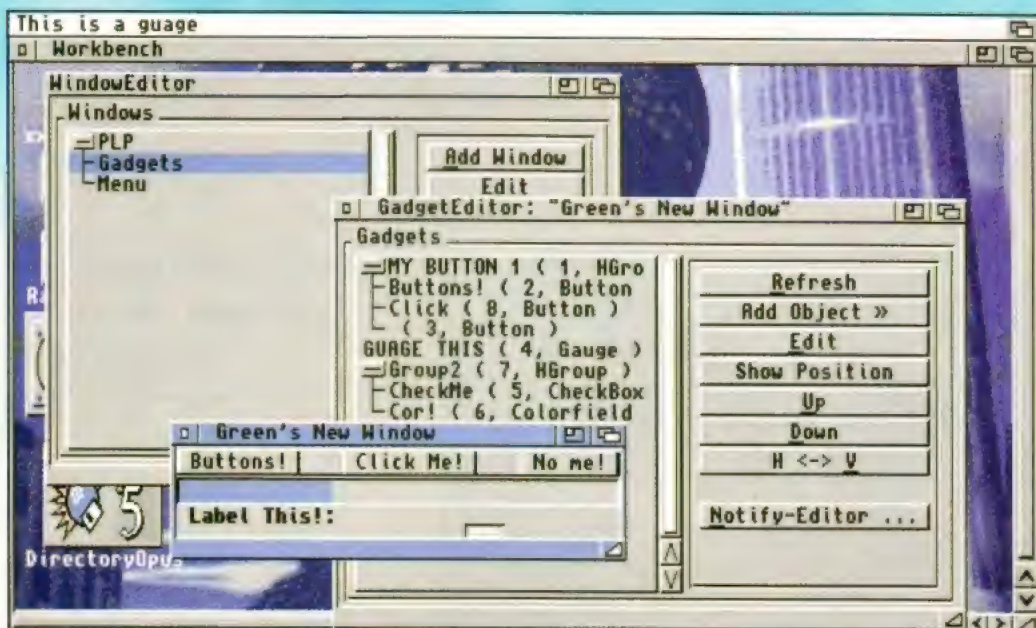 This is a guage
Workbench
WindowEditor
Windows
PLP
Gadgets
Menu
Add Window
Edit
GadgetEditor: "Green's New Window"
Gadgets
MY BUTTON 1 ( 1, HGro
Buttons! ( 2, Button
Click ( 8, Button )
( 3, Button )
GURGE THIS ( 4, Gauge )
Group2 ( 7, HGroup )
CheckMe ( 5, CheckBox
Cor! ( 6, Colorfield
Refresh
Add Object »
Edit
Show Position
Up
Down
H <-> V
Notify-Editor ...
Green's New Window
Buttons!
Click Me!
No me!
Label This!:
5
DirectoryOpus